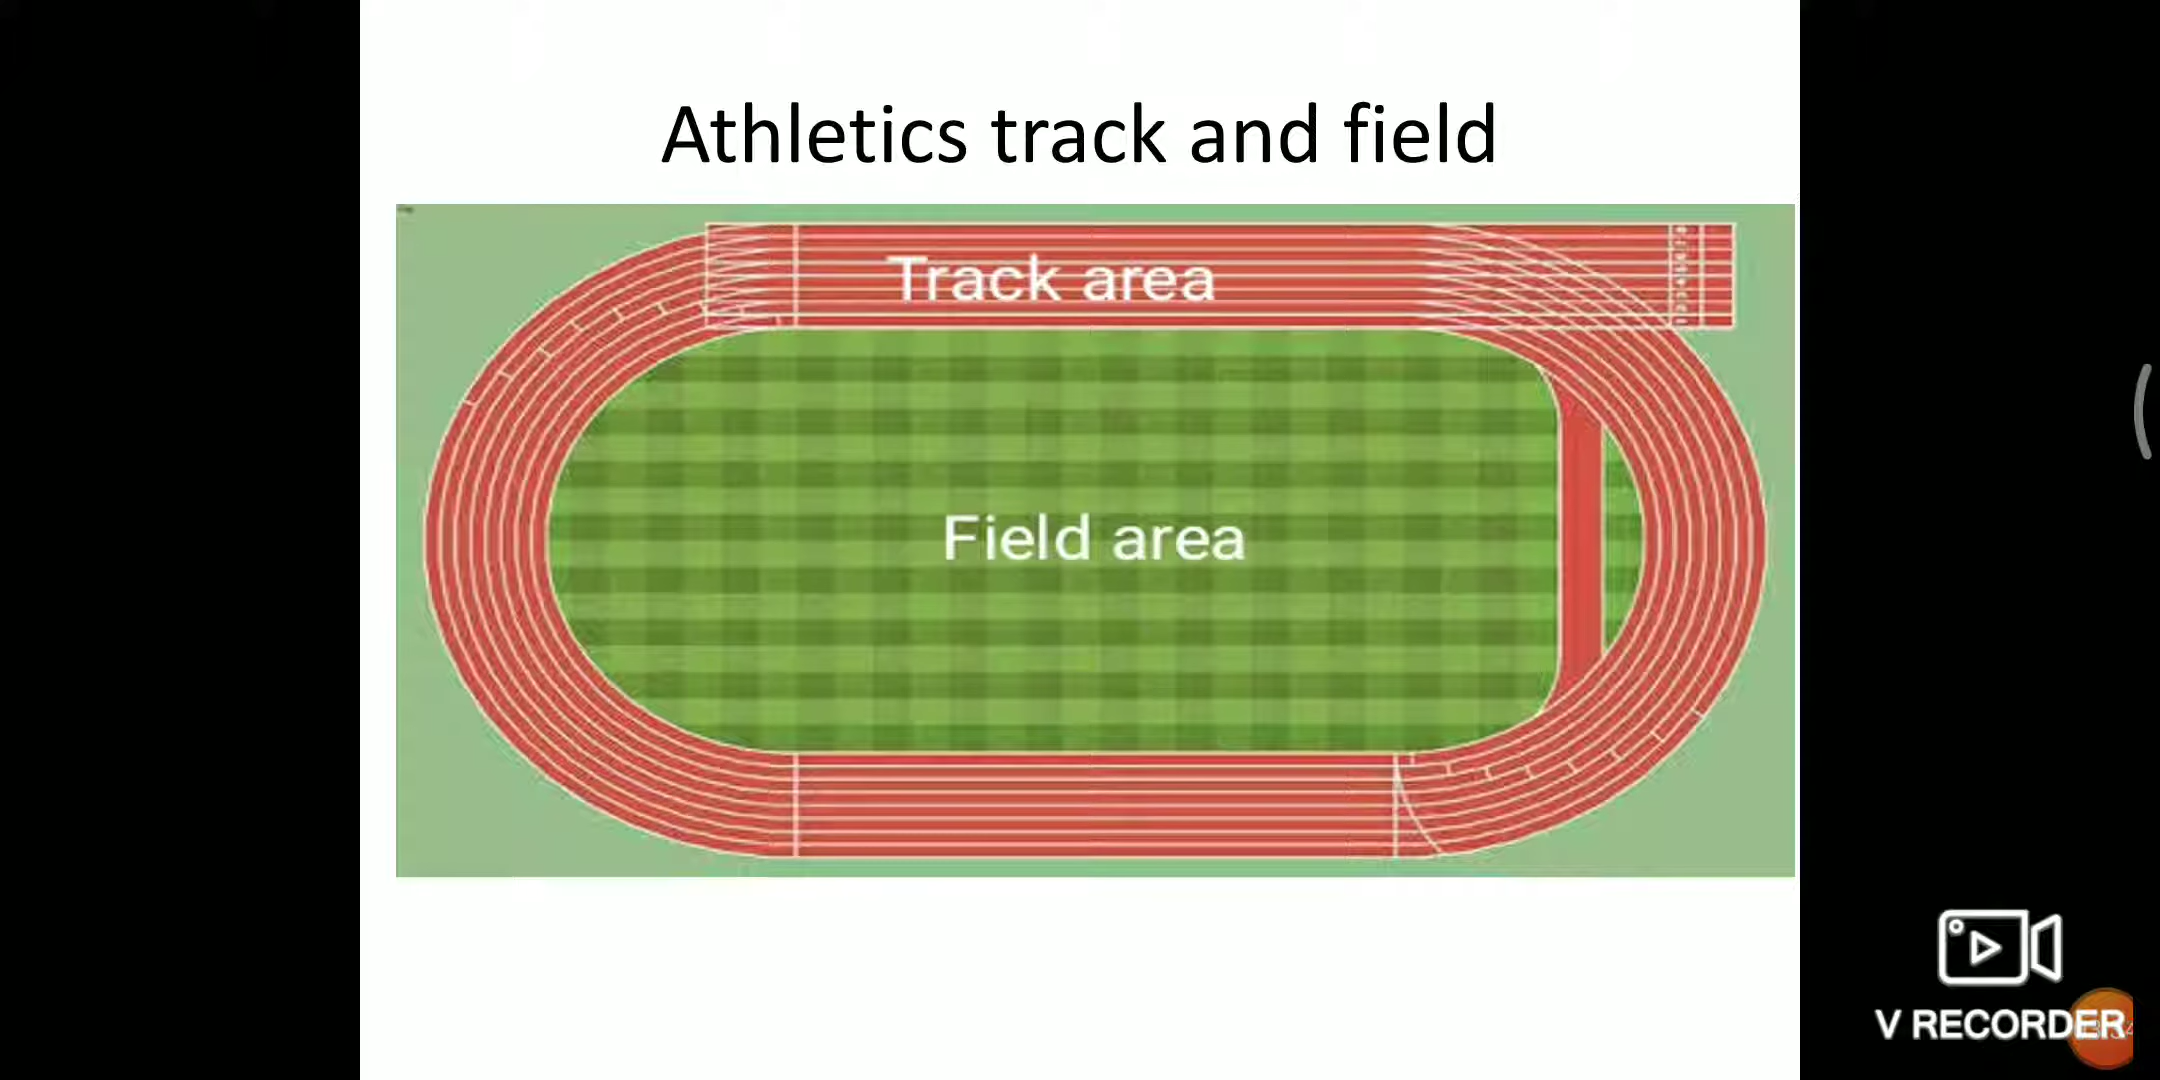 Athletics track and field
Track area
Field area
V RECORDER